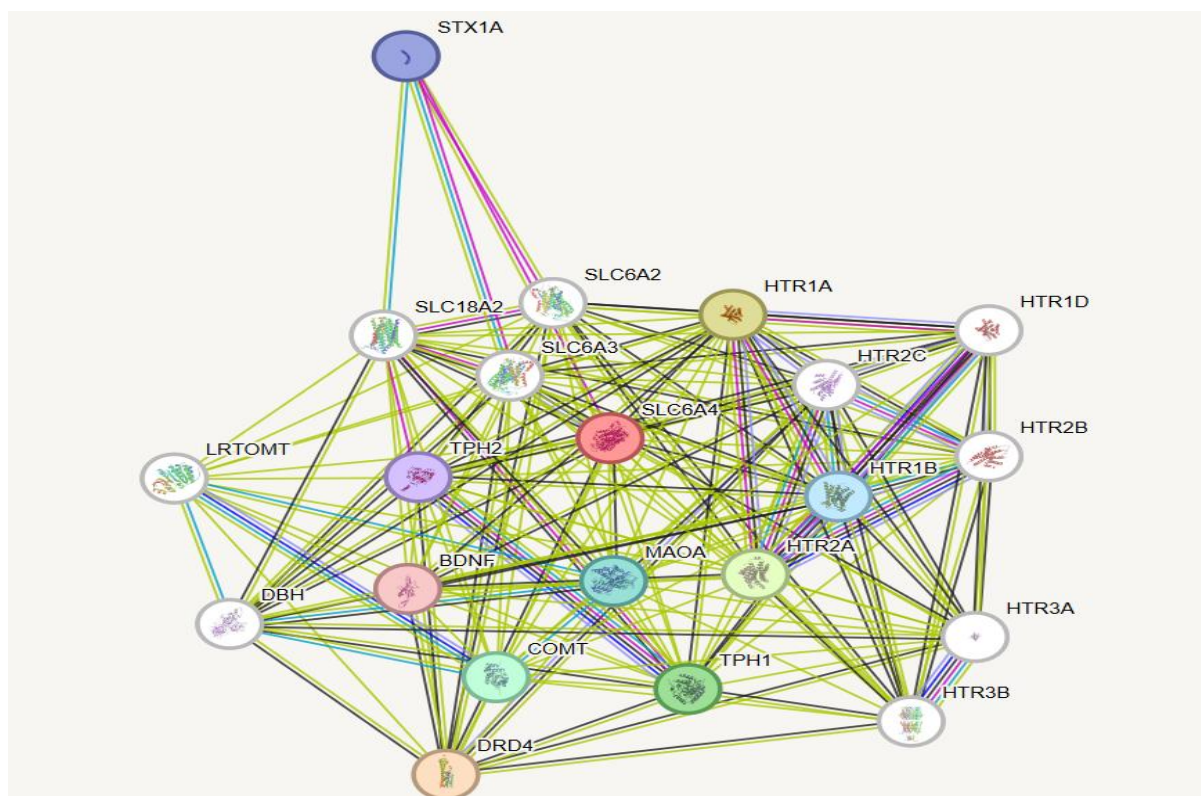 STX1A
SLC6A2
HTR1A
HTR1D
SLC18A2
SLC6A3
HTR2C
SLC6A4
HTR2B
LRTOMT
TPH2
HTR1B
BDNF
MAOA
HTR2A
DBH
HTR3A
COMT
TPH1
HTR3B
DRD4